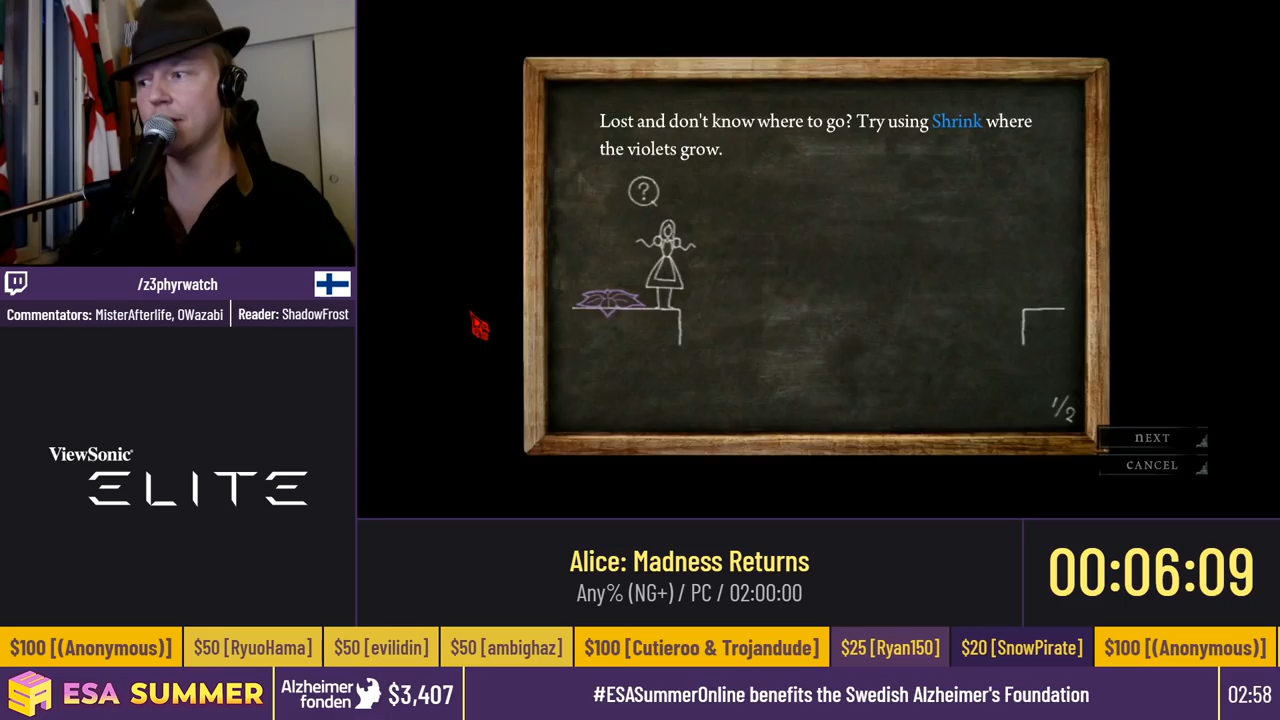 Lost and don't know where to go? Try using Shrink where
the violets grow.
?
1/2
NEXT
CANCEL
/z3phyrwatch
Commentators: MisterAfterlife, OWazabi
Reader: ShadowFrost
ViewSonic
ELITE
Alice: Madness Returns
Any% (NG+) / PC / 02:00:00
00:06:09
$100 [(Anonymous)]
$50 [RyuoHama]
$50 [evilidin]
$50 [ambighaz]
$100 [Cutieroo & Trojandude]
$25 [Ryan150]
$20 [SnowPirate]
$100 [(Anonymous)]
ESA SUMMER
Alzheimer
fonden
$3,407
#ESASummerOnline benefits the Swedish Alzheimer's Foundation
02:58